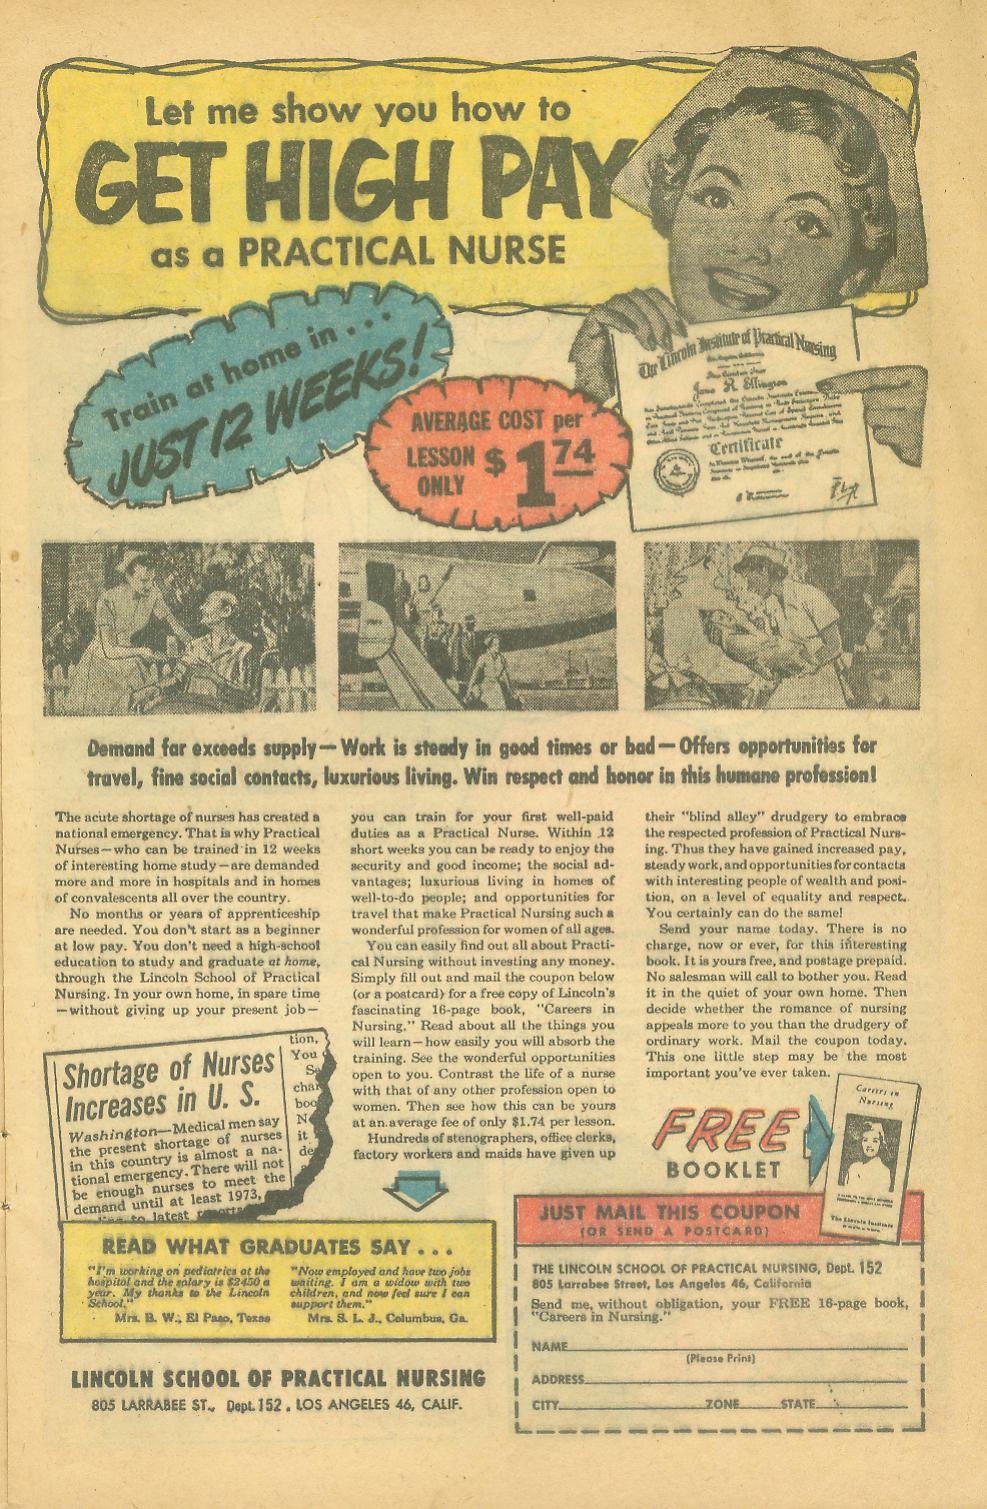 Let me show you how to
GET HIGH PAY
as a PRACTICAL NURSE
Train at home in...
JUST 12 WEEKS!
AVERAGE COST per
LESSON
ONLY
$1.74
The Lincoln Institute of Practical Nursing
Los Angeles, California
Jane R. Ellington
Certificate
Demand far exceeds supply—Work is steady in good times or bad—Offers opportunities for
travel, fine social contacts, luxurious living. Win respect and honor in this humane profession!
The acute shortage of nurses has created a
national emergency. That is why Practical
Nurses—who can be trained in 12 weeks
of interesting home study—are demanded
more and more in hospitals and in homes
of convalescents all over the country.
No months or years of apprenticeship
are needed. You don't start as a beginner
at low pay. You don't need a high-school
education to study and graduate at home,
through the Lincoln School of Practical
Nursing. In your own home, in spare time
—without giving up your present job—
you can train for your first well-paid
duties as a Practical Nurse. Within 12
short weeks you can be ready to enjoy the
security and good income; the social ad-
vantages; luxurious living in homes of
well-to-do people; and opportunities for
travel that make Practical Nursing such a
wonderful profession for women of all ages.
You can easily find out all about Practi-
cal Nursing without investing any money.
Simply fill out and mail the coupon below
(or a postcard) for a free copy of Lincoln's
fascinating 16-page book, "Careers in
Nursing." Read about all the things you
will learn—how easily you will absorb the
training. See the wonderful opportunities
open to you. Contrast the life of a nurse
with that of any other profession open to
women. Then see how this can be yours
at an average fee of only $1.74 per lesson.
Hundreds of stenographers, office clerks,
factory workers and maids have given up
their "blind alley" drudgery to embrace
the respected profession of Practical Nurs-
ing. Thus they have gained increased pay,
steady work, and opportunities for contacts
with interesting people of wealth and posi-
tion, on a level of equality and respect.
You certainly can do the same!
Send your name today. There is no
charge, now or ever, for this interesting
book. It is yours free, and postage prepaid.
No salesman will call to bother you. Read
it in the quiet of your own home. Then
decide whether the romance of nursing
appeals more to you than the drudgery of
ordinary work. Mail the coupon today.
This one little step may be the most
important you've ever taken.
Shortage of Nurses
Increases in U. S.
Washington—Medical men say
the present shortage of nurses
in this country is almost a na-
tional emergency. There will not
be enough nurses to meet the
demand until at least 1973,
to latest reports
tion,
You
Se
char
boo
N
it
de
READ WHAT GRADUATES SAY...
"I'm working on pediatrics at the
hospital and the salary is $2450 a
year. My thanks to the Lincoln
School."
Mrs. B. W., El Paso, Texas
"Now employed and have two jobs
waiting. I am a widow with two
children, and now feel sure I can
support them."
Mrs. S. L. J., Columbus, Ga.
LINCOLN SCHOOL OF PRACTICAL NURSING
805 LARRABEE ST., Dept. 152, LOS ANGELES 46, CALIF.
FREE
BOOKLET
Careers in
Nursing
The Lincoln Institute
JUST MAIL THIS COUPON
(OR SEND A POSTCARD)
THE LINCOLN SCHOOL OF PRACTICAL NURSING, Dept. 152
805 Larrabee Street, Los Angeles 46, California
Send me, without obligation, your FREE 16-page book,
"Careers in Nursing."
NAME
(Please Print)
ADDRESS
CITY ZONE STATE